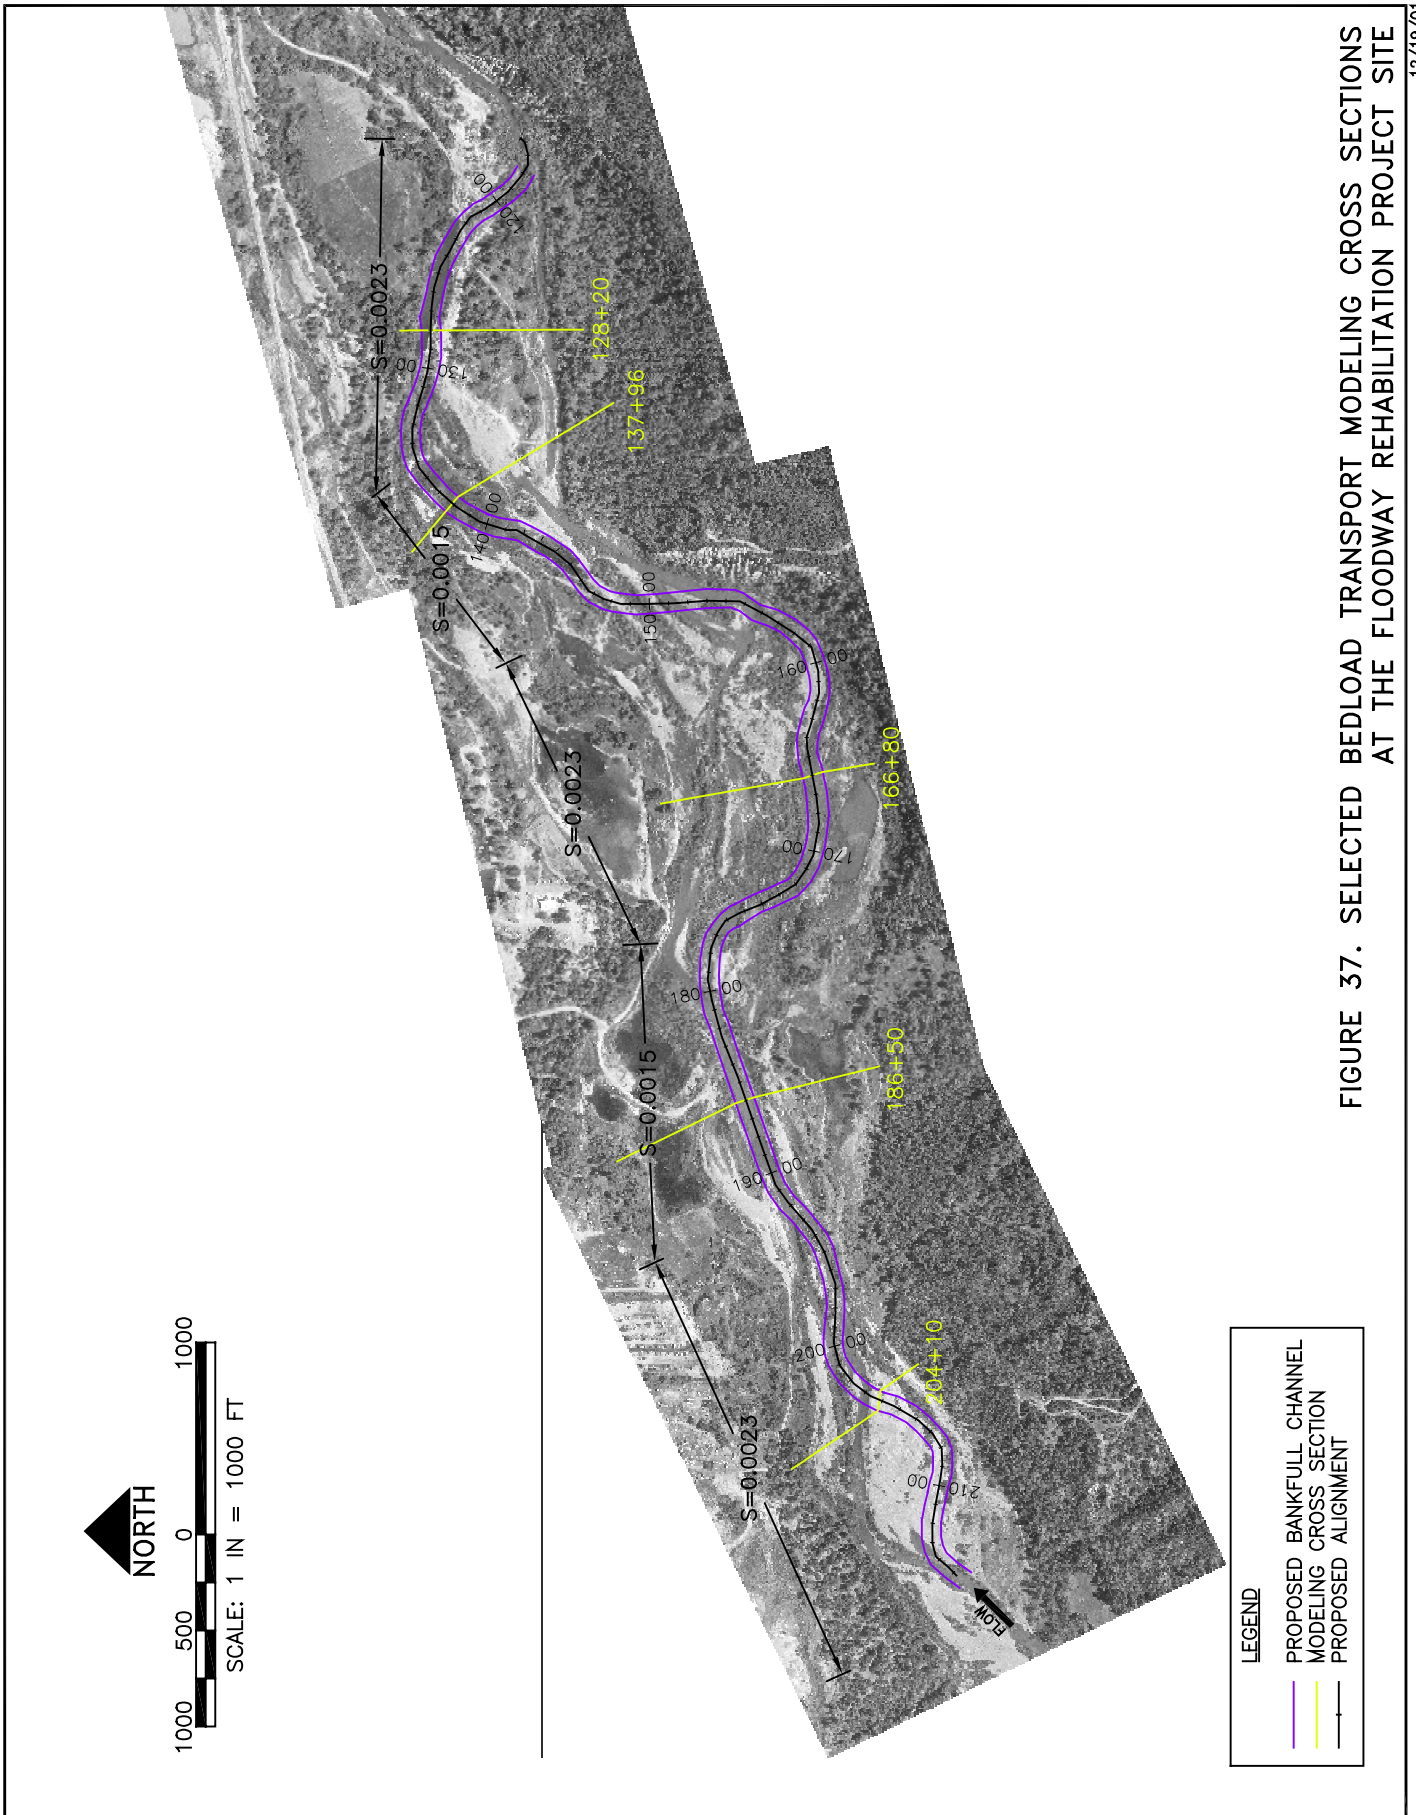 FIGURE 37. SELECTED BEDLOAD TRANSPORT MODELING CROSS SECTIONS
AT THE FLOODWAY REHABILITATION PROJECT SITE
NORTH
1000
500
0
1000
SCALE: 1 IN = 1000 FT
S=0.0023
S=0.0015
S=0.0023
S=0.0015
S=0.0023
120+00
128+20
130+00
137+96
140+00
150+00
160+00
166+80
170+00
180+00
186+50
190+00
200+00
204+10
210+00
FLOW
LEGEND
PROPOSED BANKFULL CHANNEL
MODELING CROSS SECTION
PROPOSED ALIGNMENT